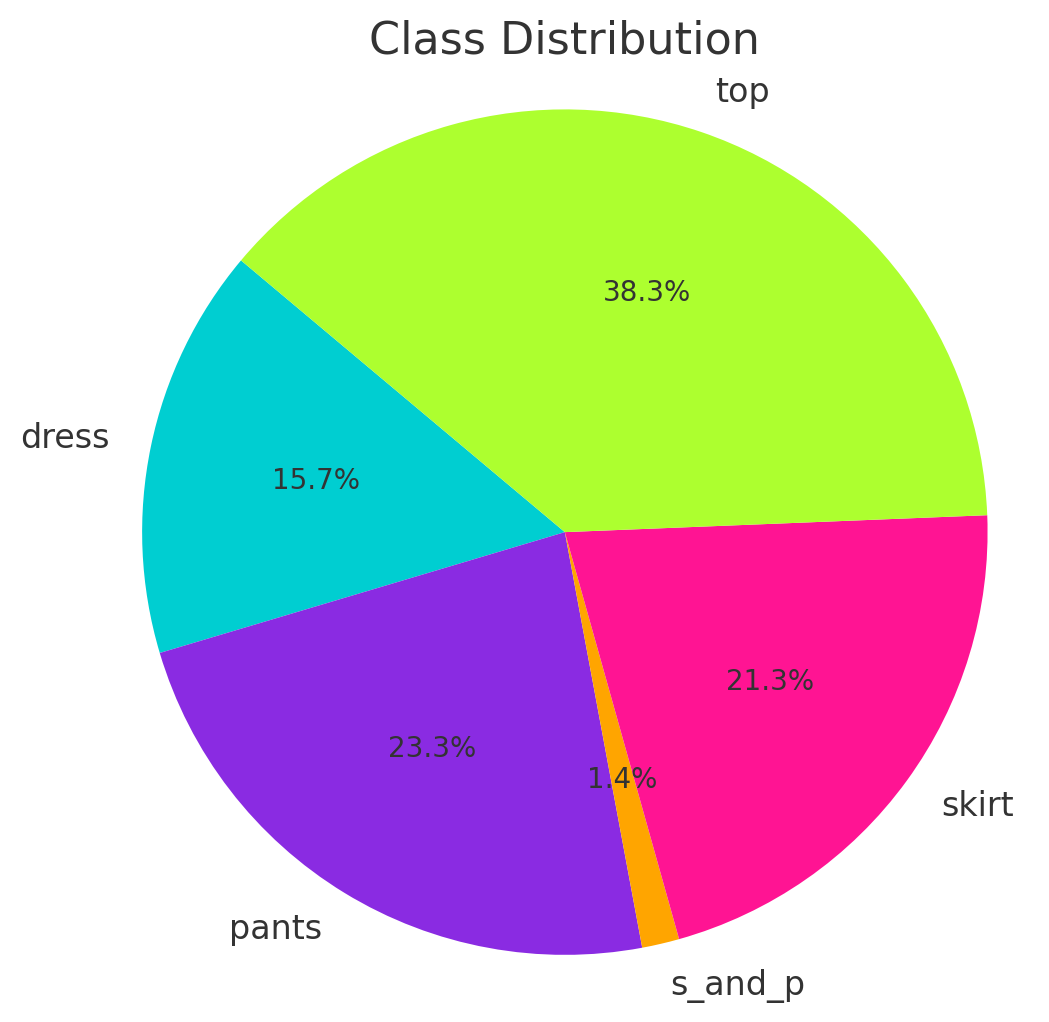 Class Distribution
top
38.3%
dress
15.7%
21.3%
23.3%
1.4%
skirt
pants
s_and_p